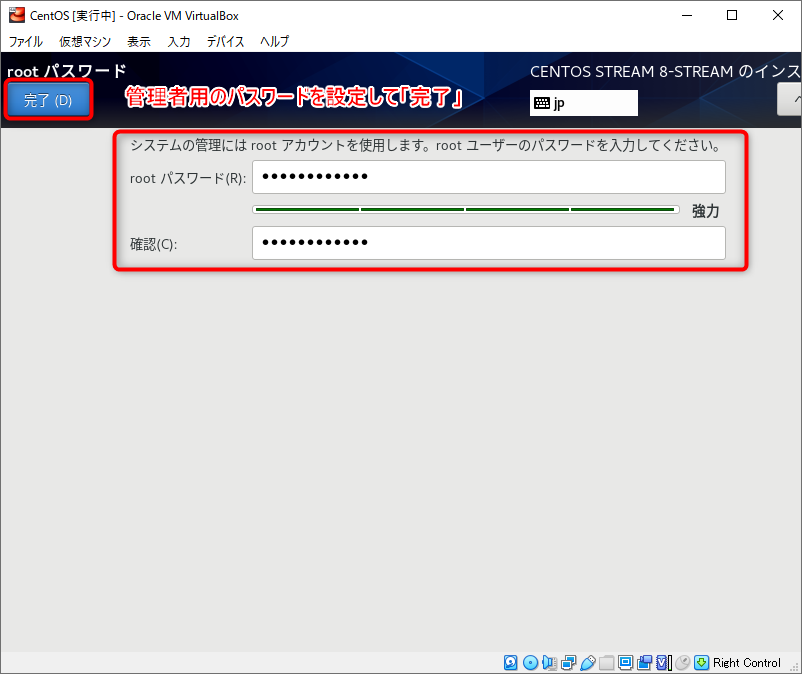 CentOS [実行中] - Oracle VM VirtualBox
ファイル 仮想マシン 表示 入力 デバイス ヘルプ
root パスワード
CENTOS STREAM 8-STREAM のインス
完了 (D)
管理者用のパスワードを設定して「完了」
jp
ヘ
システムの管理には root アカウントを使用します。root ユーザーのパスワードを入力してください。
root パスワード(R): ●●●●●●●●●●●●
強力
確認(C): ●●●●●●●●●●●●
Right Control